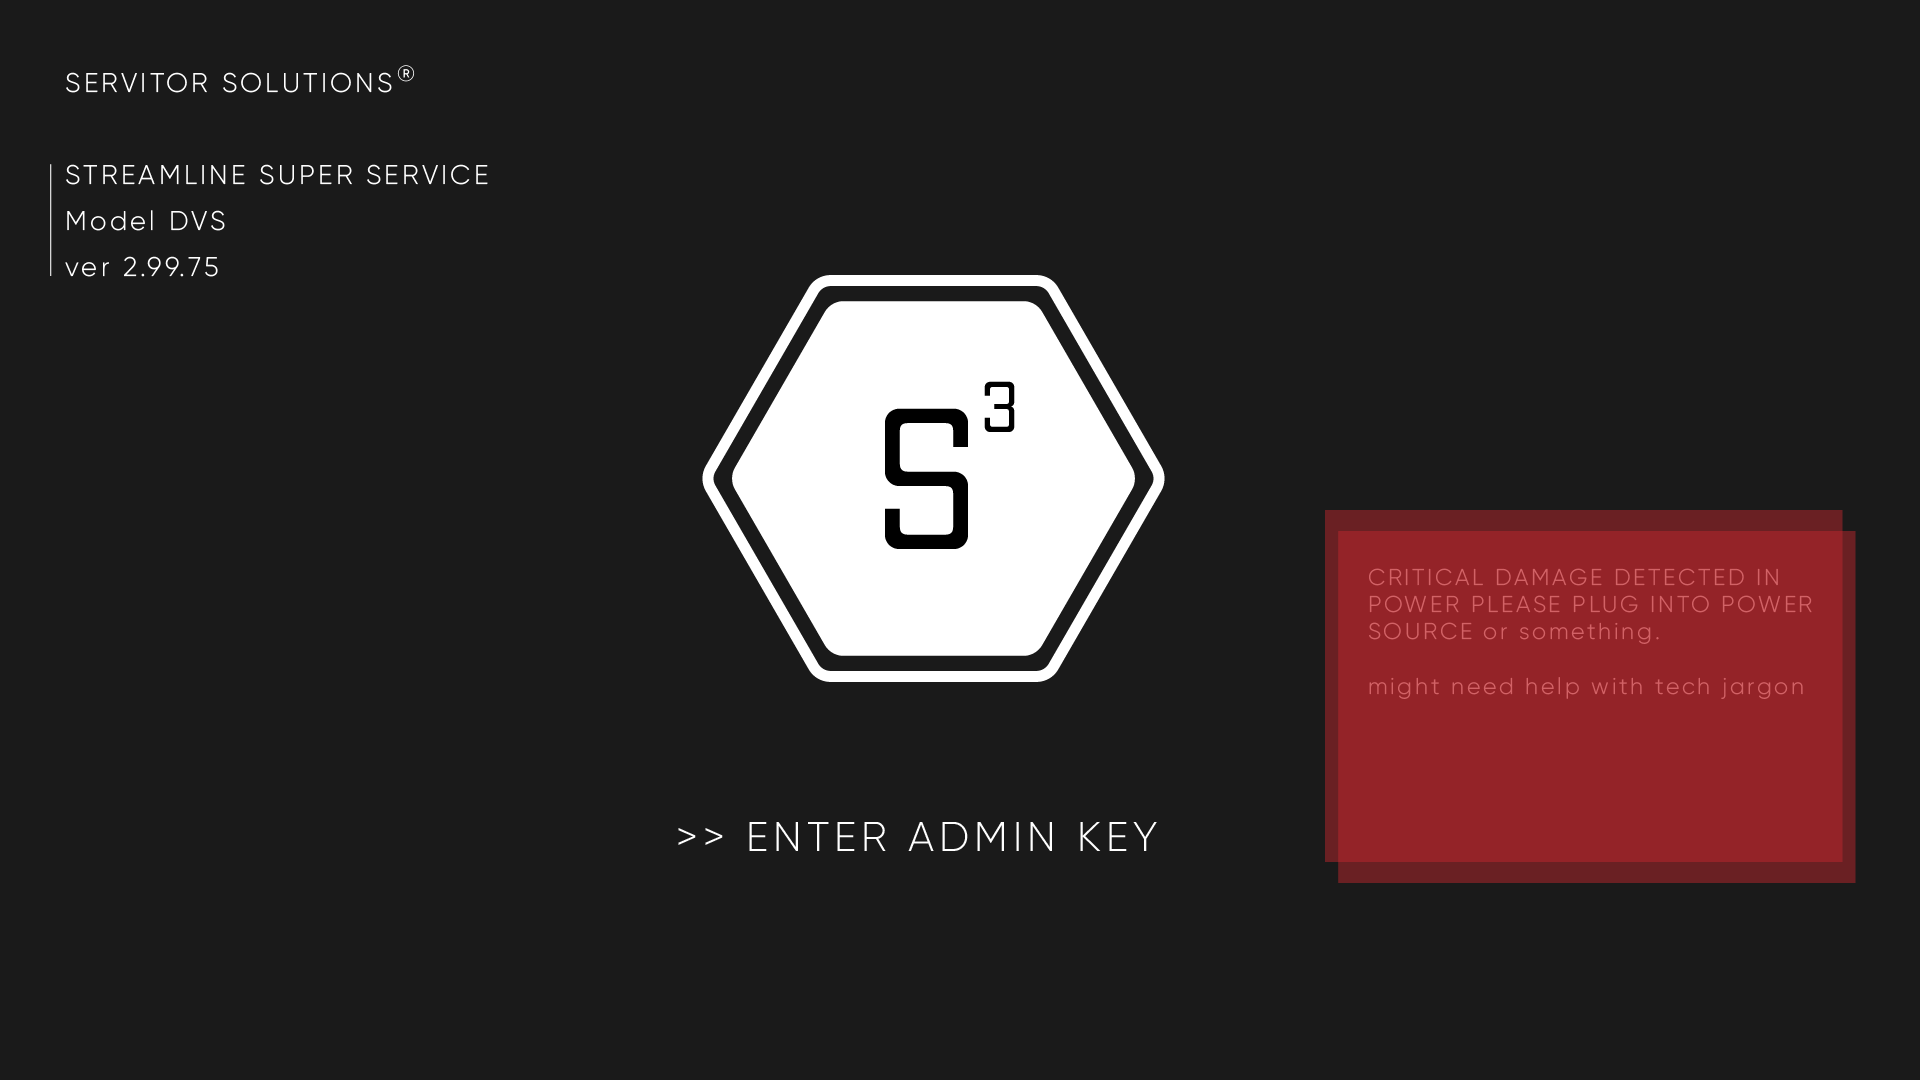 SERVITOR SOLUTIONS®
STREAMLINE SUPER SERVICE
Model DVS
ver 2.99.75
S³
CRITICAL DAMAGE DETECTED IN
POWER PLEASE PLUG INTO POWER
SOURCE or something.
might need help with tech jargon
>> ENTER ADMIN KEY